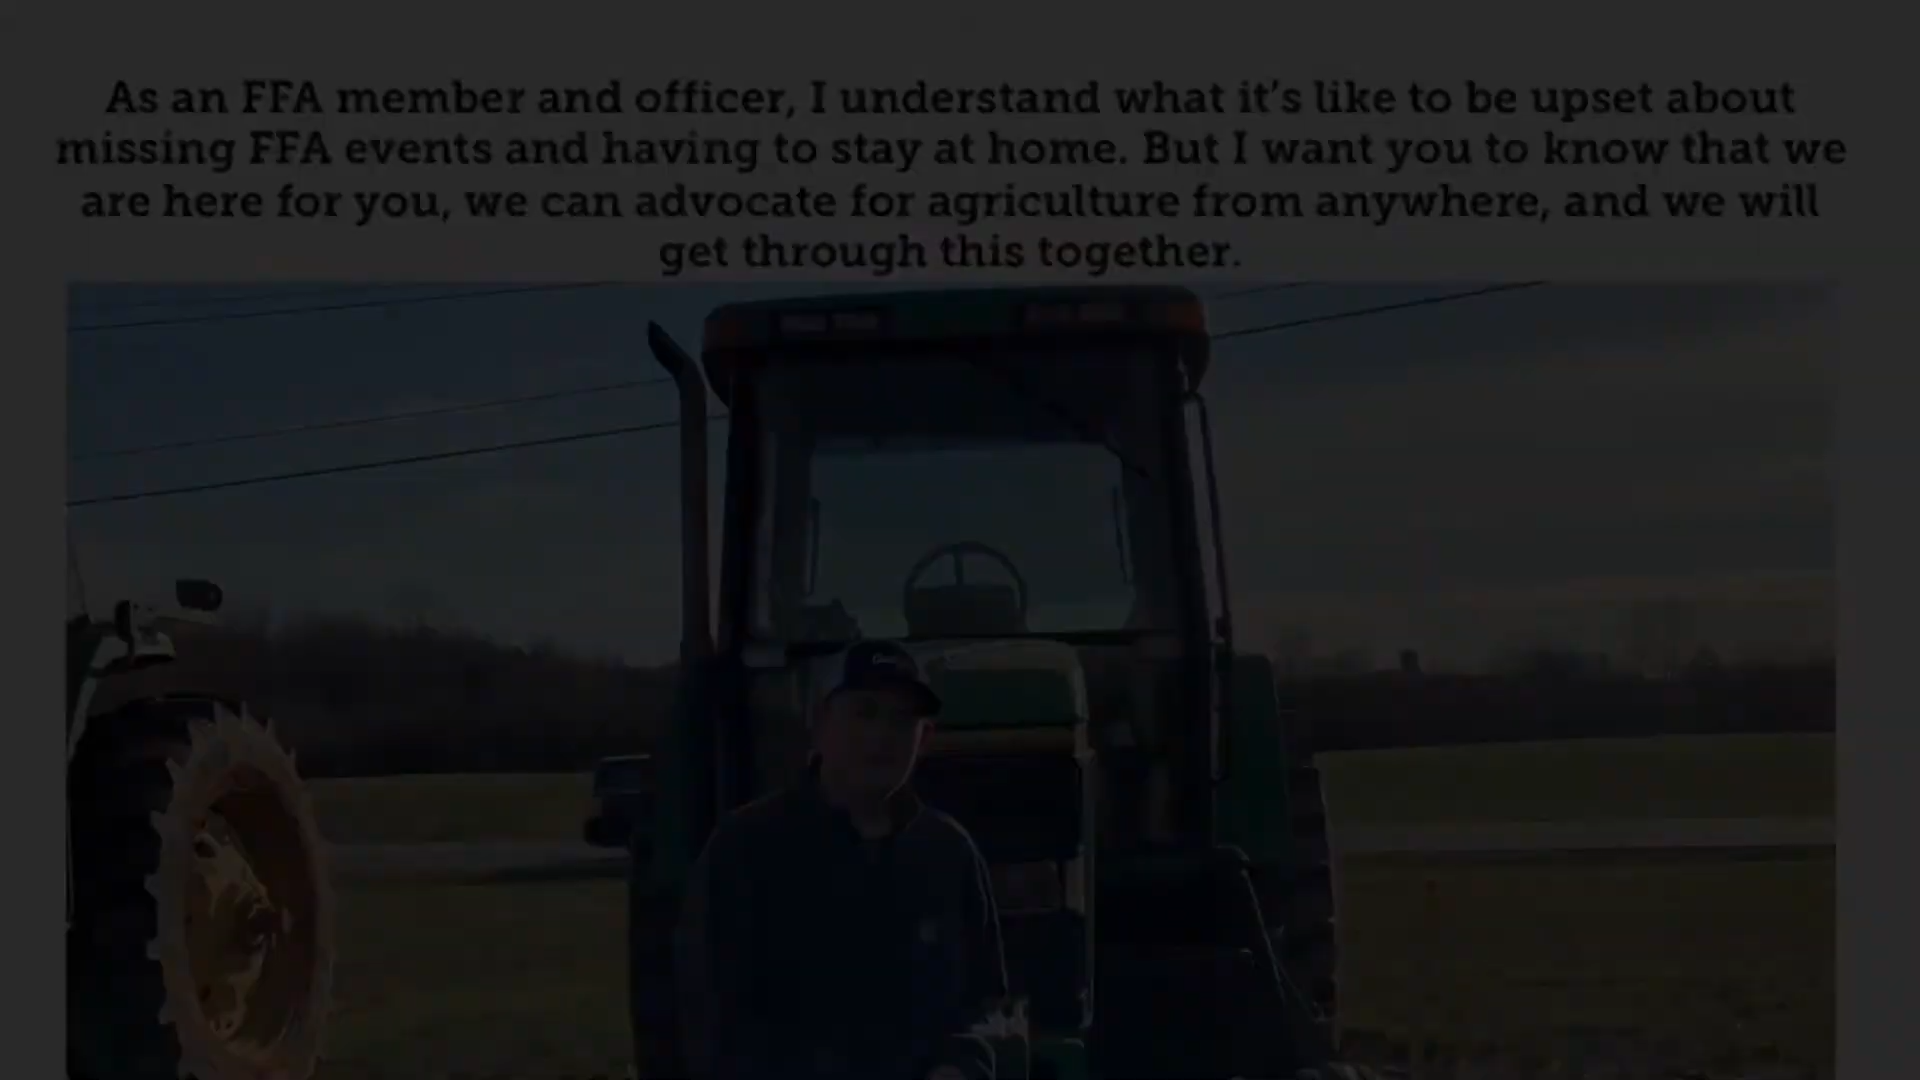 As an FFA member and officer, I understand what it's like to be upset about
missing FFA events and having to stay at home. But I want you to know that we
are here for you, we can advocate for agriculture from anywhere, and we will
get through this together.